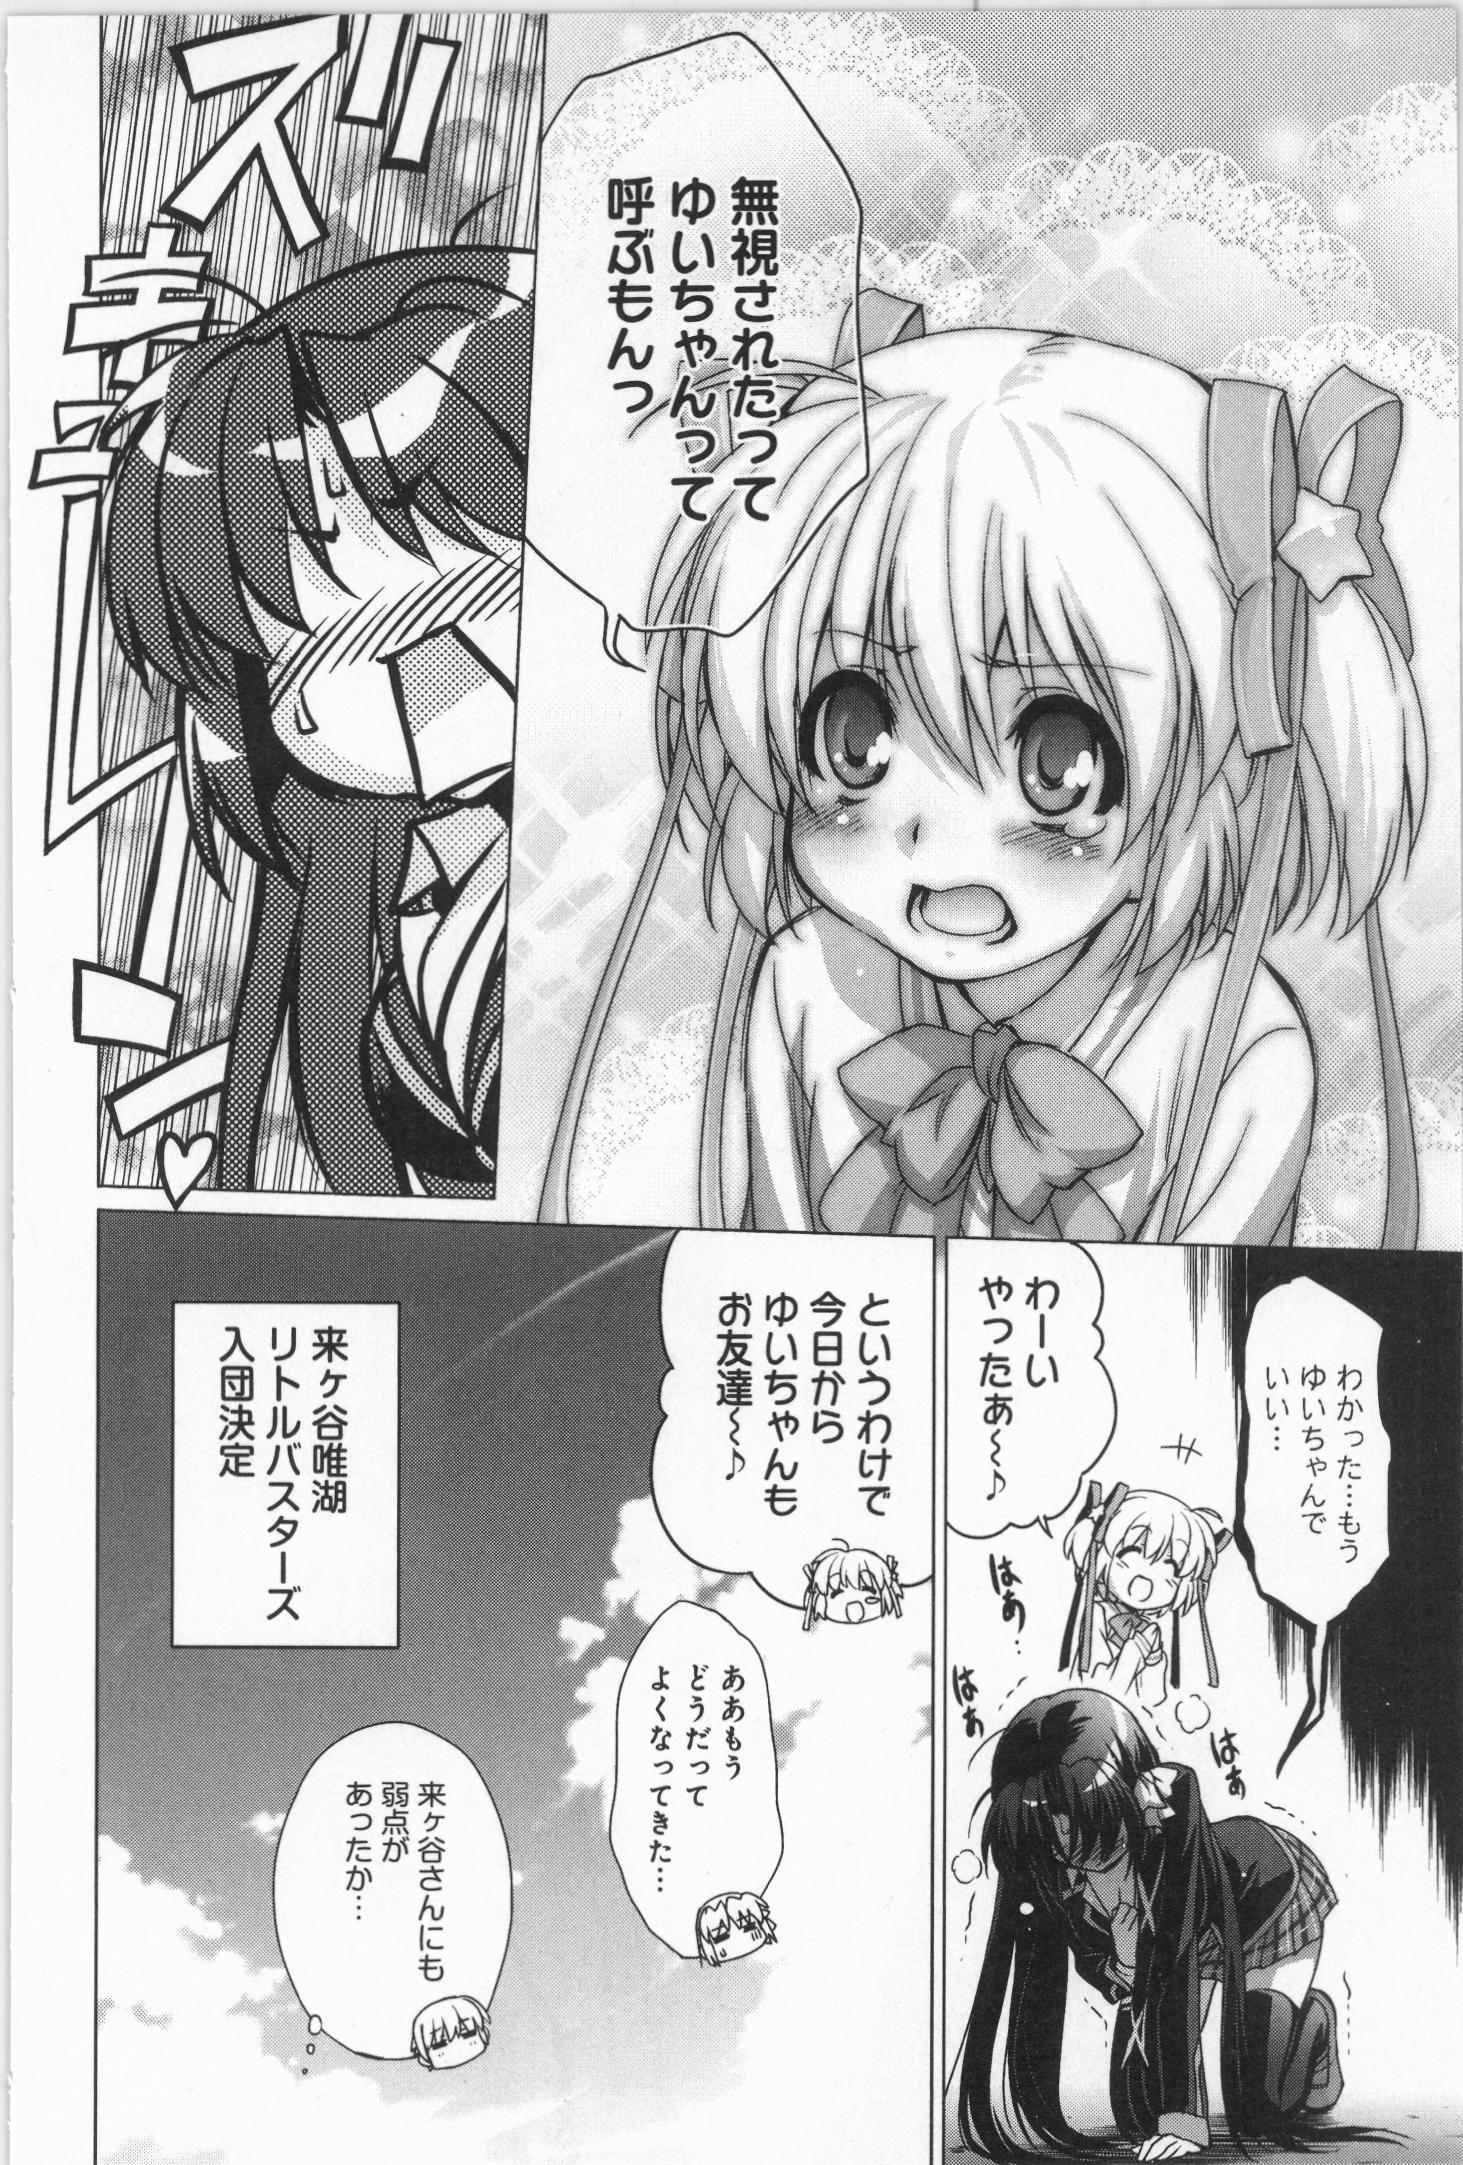 無視されたって
ゆいちゃんって
呼ぶもんっ
ズキューーン♡
わかった…もう
ゆいちゃんで
いい…
わーい
やったぁ～♪
はぁ…
はぁ
はぁ
というわけで
今日から
ゆいちゃんも
お友達～♪
ああもう
どうだって
よくなってきた…
来ヶ谷さんにも
弱点が
あったか…
来ヶ谷唯湖
リトルバスターズ
入団決定